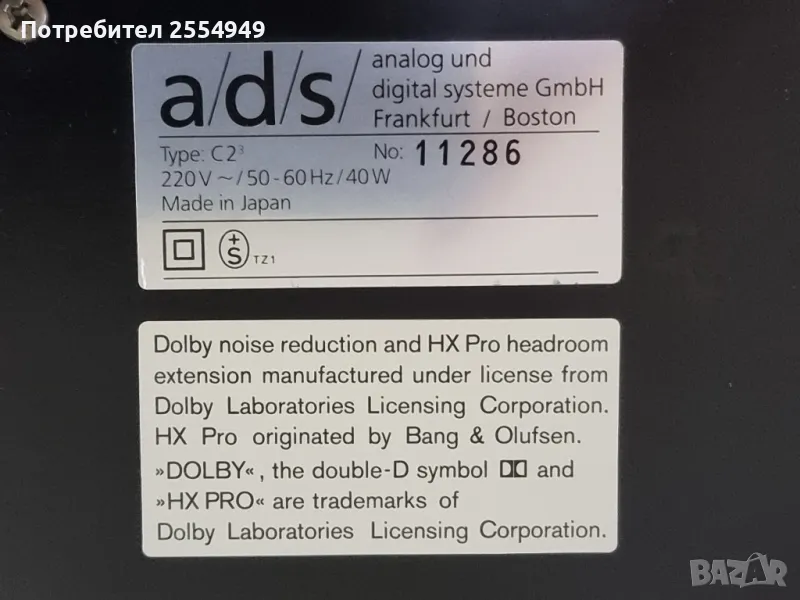 Потребител 2554949
a/d/s/
analog und
digital systeme GmbH
Frankfurt / Boston
Type: C2³ No: 11286
220V ~/50-60Hz/40W
Made in Japan
+
S
TZ1
Dolby noise reduction and HX Pro headroom
extension manufactured under license from
Dolby Laboratories Licensing Corporation.
HX Pro originated by Bang & Olufsen.
»DOLBY«, the double-D symbol and
»HX PRO« are trademarks of
Dolby Laboratories Licensing Corporation.
BAZAR